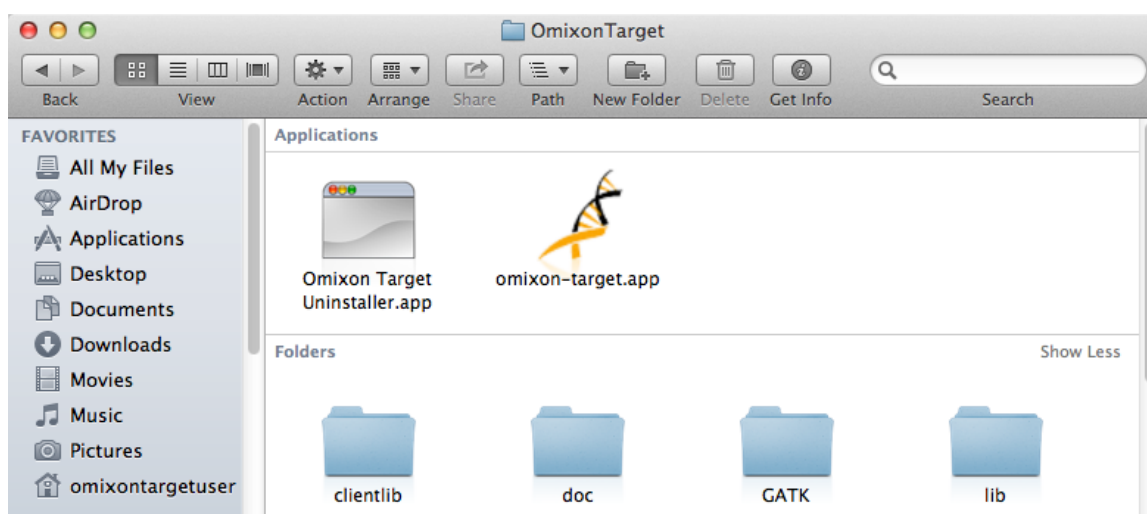 OmixonTarget
Back View Action Arrange Share Path New Folder Delete Get Info Search
FAVORITES
All My Files
AirDrop
Applications
Desktop
Documents
Downloads
Movies
Music
Pictures
omixontargetuser
Applications
Omixon Target
Uninstaller.app
omixon-target.app
Folders Show Less
clientlib doc GATK lib